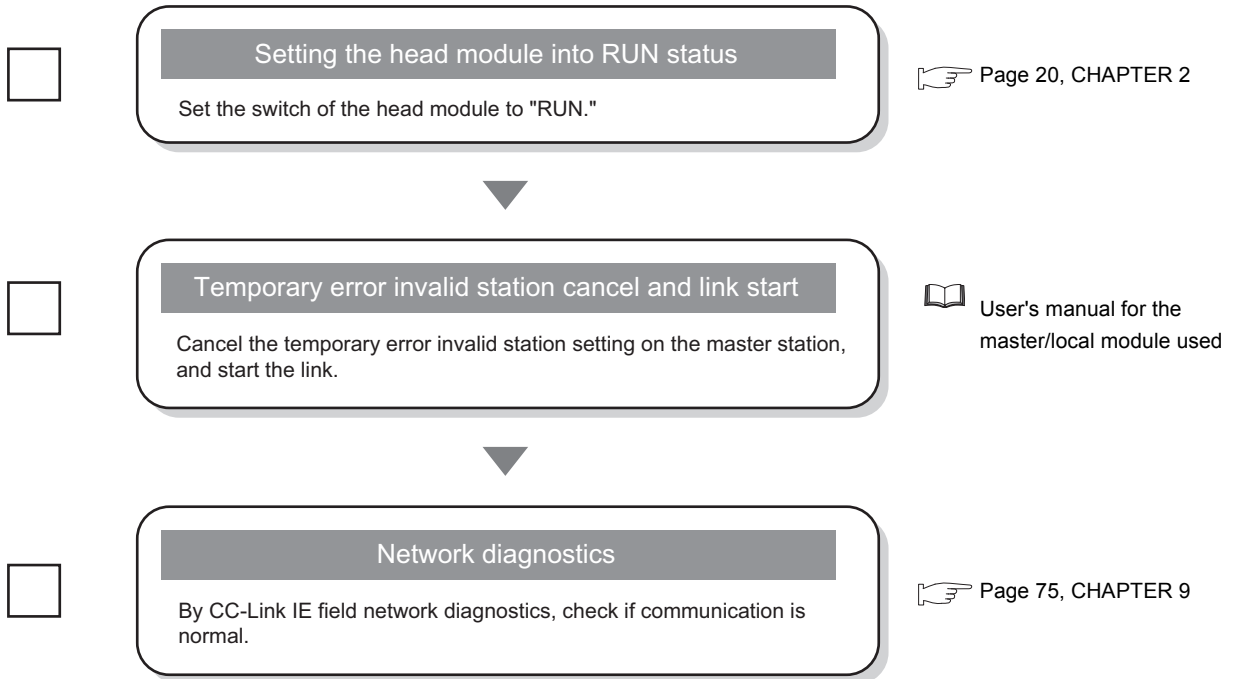 Setting the head module into RUN status
Set the switch of the head module to "RUN."
Page 20, CHAPTER 2
Temporary error invalid station cancel and link start
Cancel the temporary error invalid station setting on the master station,
and start the link.
User's manual for the
master/local module used
Network diagnostics
By CC-Link IE field network diagnostics, check if communication is
normal.
Page 75, CHAPTER 9